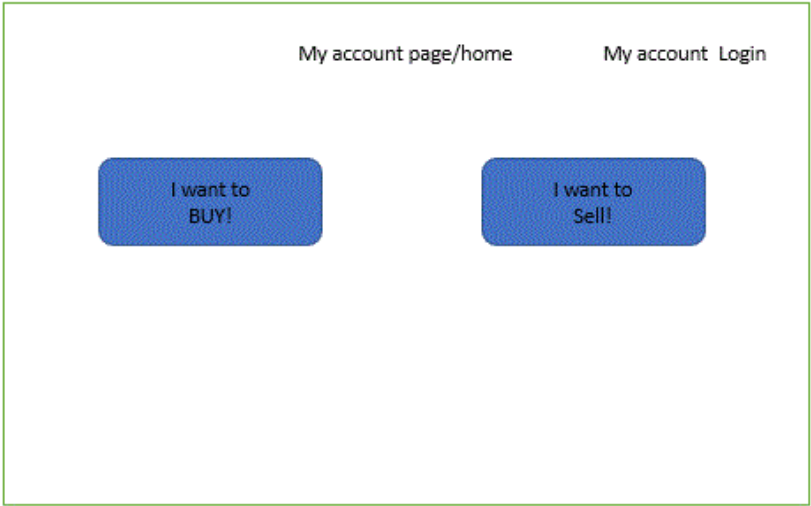 My account page/home
My account  Login
I want to
BUY!
I want to
Sell!